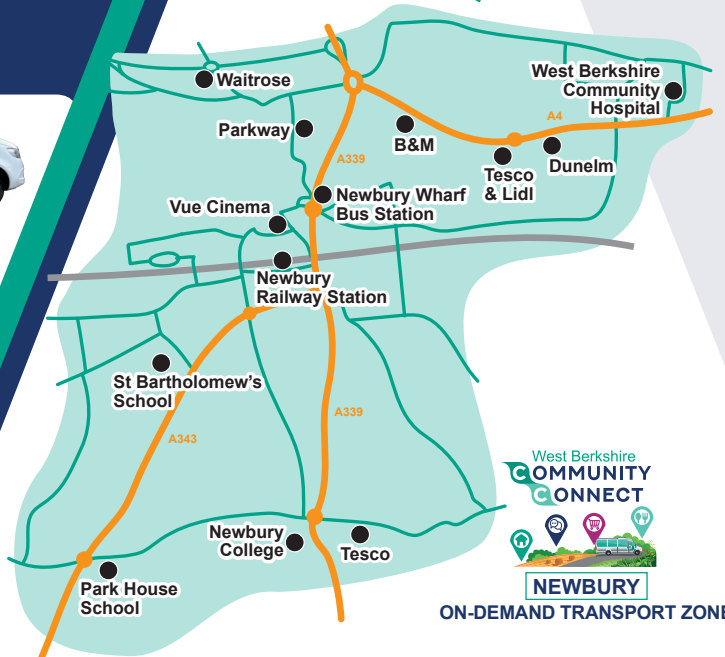 Waitrose
West Berkshire
Community
Hospital
A4
Parkway
B&M
A339
Tesco
& Lidl
Dunelm
Newbury Wharf
Bus Station
Vue Cinema
Newbury
Railway Station
St Bartholomew's
School
A343
A339
Newbury
College
Tesco
Park House
School
West Berkshire
COMMUNITY
CONNECT
NEWBURY
ON-DEMAND TRANSPORT ZONE